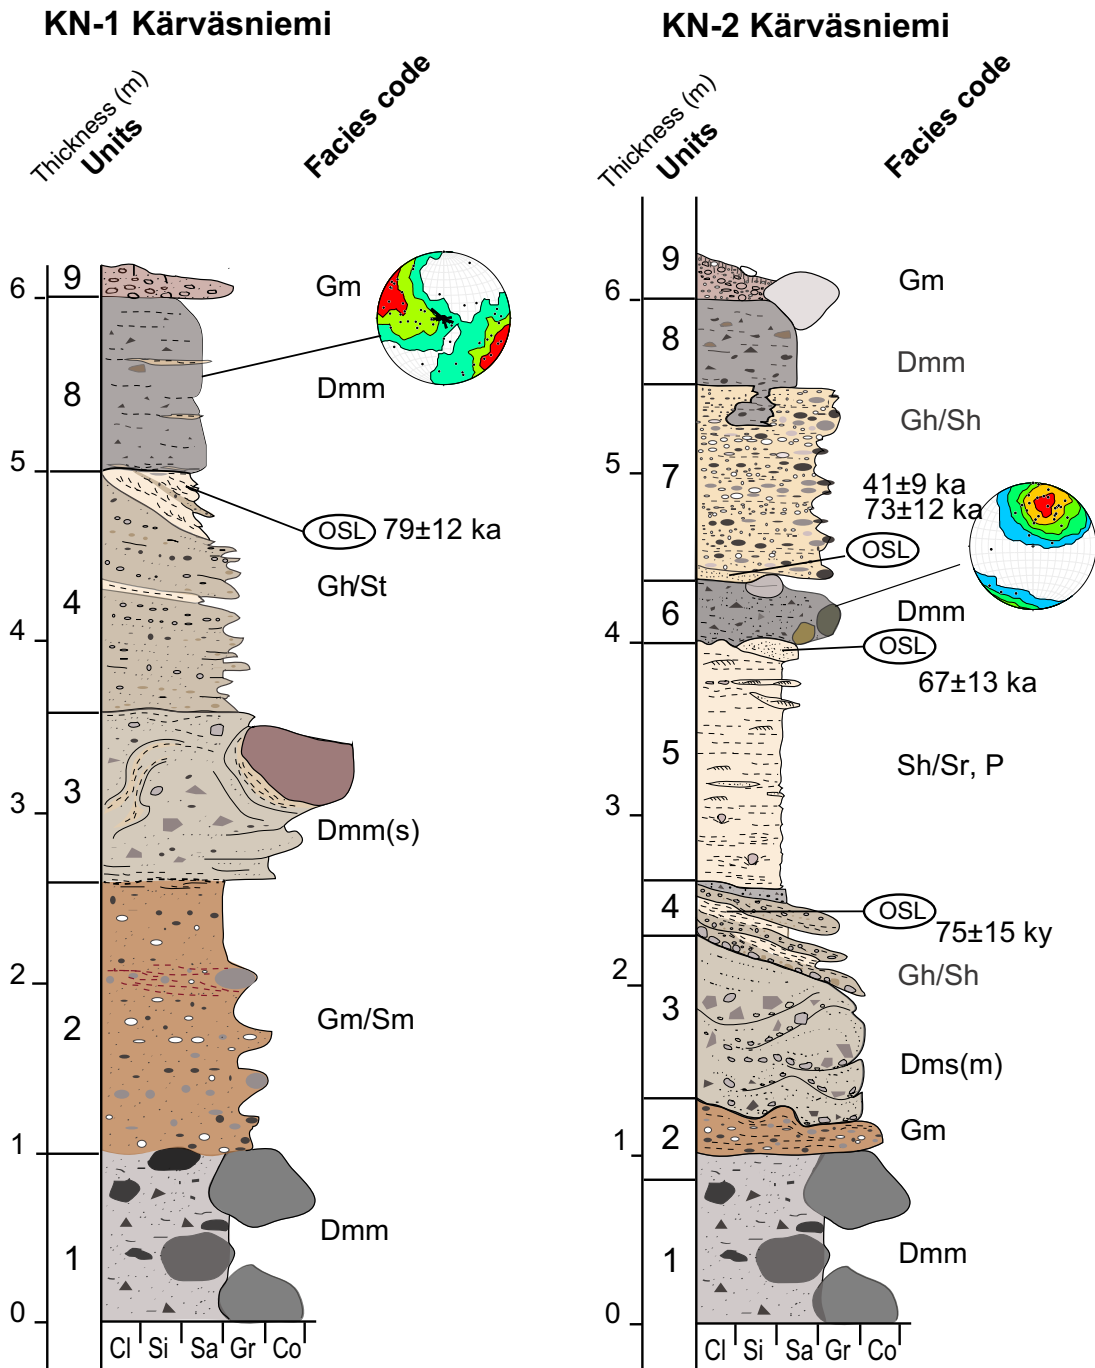 KN-1 Kärväsniemi
Thickness (m)
Units
Facies code
6
5
4
3
2
1
0
9
8
4
3
2
1
Gm
Dmm
OSL 79±12 ka
Gh/St
Dmm(s)
Gm/Sm
Dmm
Cl Si Sa Gr Co
KN-2 Kärväsniemi
Thickness (m)
Units
Facies code
6
5
4
3
2
1
0
9
8
7
6
5
4
3
2
1
Gm
Dmm
Gh/Sh
41±9 ka
73±12 ka
OSL
Dmm
OSL
67±13 ka
Sh/Sr, P
OSL
75±15 ky
Gh/Sh
Dms(m)
Gm
Dmm
Cl Si Sa Gr Co